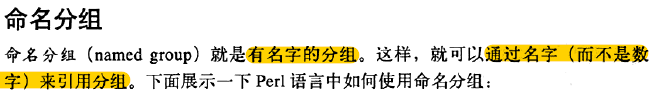 命名分组
命名分组（named group）就是有名字的分组。这样，就可以通过名字（而不是数
字）来引用分组。下面展示一下 Perl 语言中如何使用命名分组：